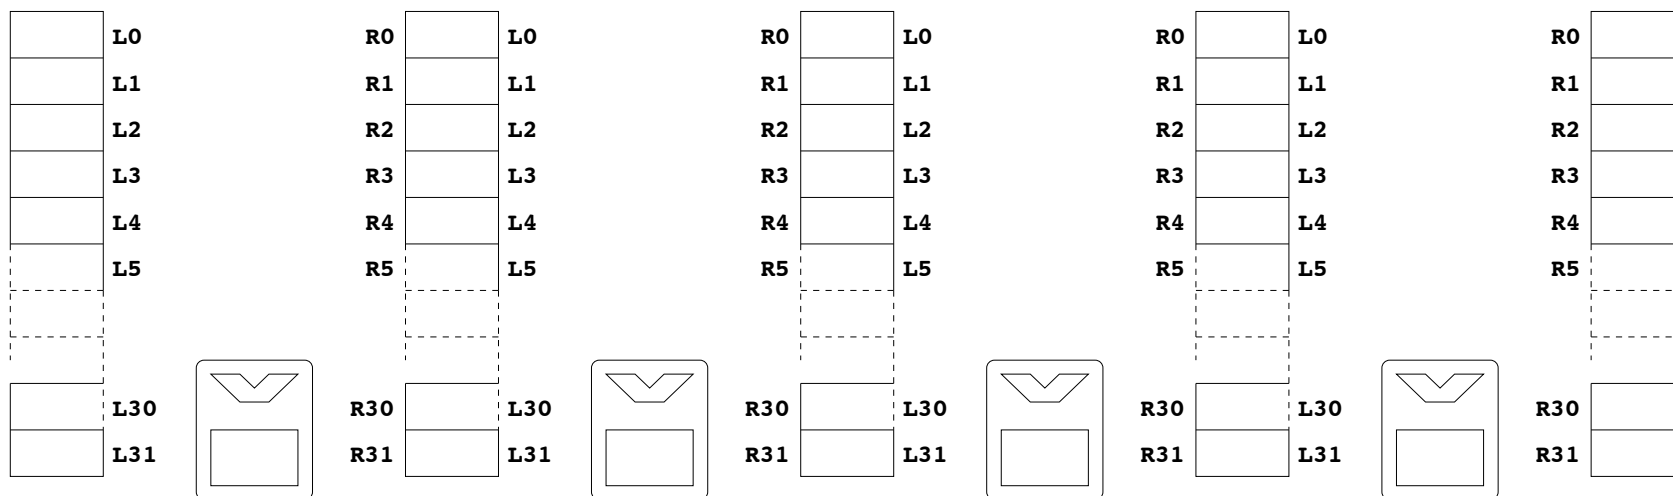 L0 R0 L0 R0 L0 R0 L0 R0
L1 R1 L1 R1 L1 R1 L1 R1
L2 R2 L2 R2 L2 R2 L2 R2
L3 R3 L3 R3 L3 R3 L3 R3
L4 R4 L4 R4 L4 R4 L4 R4
L5 R5 L5 R5 L5 R5 L5 R5
L30 R30 L30 R30 L30 R30 L30 R30
L31 R31 L31 R31 L31 R31 L31 R31